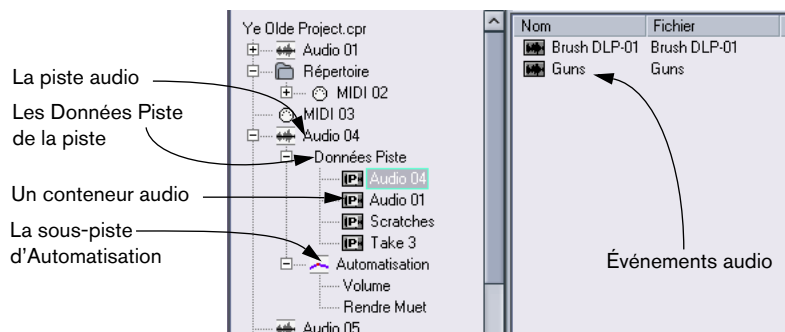 Ye Olde Project.cpr
Audio 01
Répertoire
MIDI 02
MIDI 03
Audio 04
Données Piste
Audio 04
Audio 01
Scratches
Take 3
Automatisation
Volume
Rendre Muet
Audio 05
La piste audio
Les Données Piste
de la piste
Un conteneur audio
La sous-piste
d'Automatisation
Nom Fichier
Brush DLP-01 Brush DLP-01
Guns Guns
Événements audio